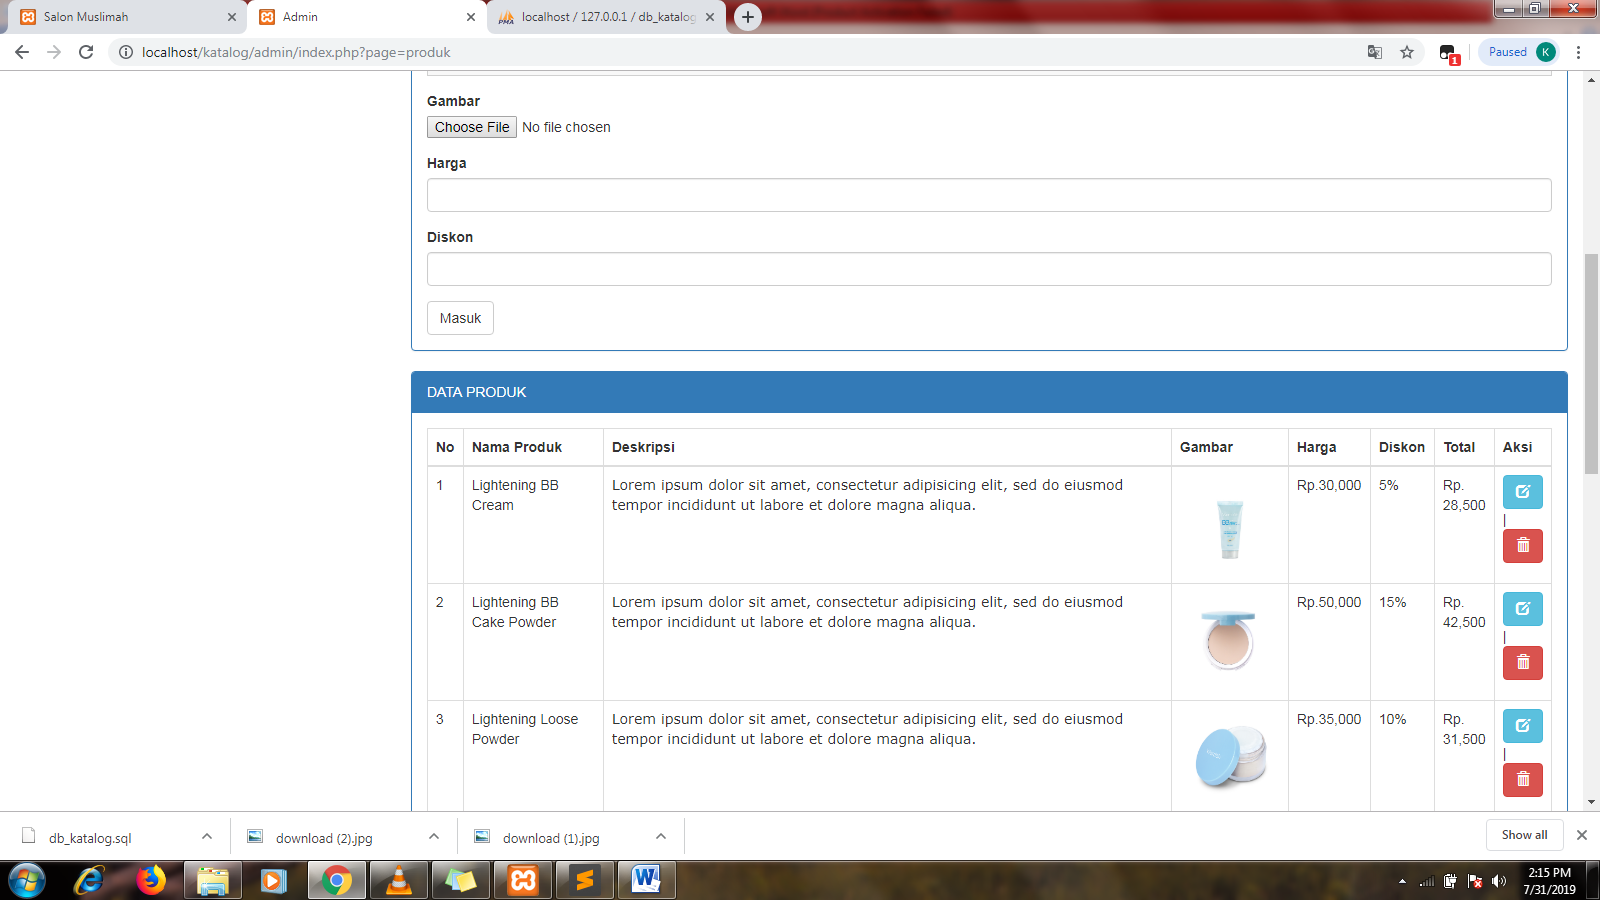 Salon Muslimah
Admin
localhost / 127.0.0.1 / db_katalog
localhost/katalog/admin/index.php?page=produk
1
Paused
K
Gambar
Choose File No file chosen
Harga
Diskon
Masuk
DATA PRODUK
No Nama Produk Deskripsi Gambar Harga Diskon Total Aksi
1 Lightening BB Lorem ipsum dolor sit amet, consectetur adipisicing elit, sed do eiusmod Rp.30,000 5% Rp.
Cream tempor incididunt ut labore et dolore magna aliqua. 28,500
|
2 Lightening BB Lorem ipsum dolor sit amet, consectetur adipisicing elit, sed do eiusmod Rp.50,000 15% Rp.
Cake Powder tempor incididunt ut labore et dolore magna aliqua. 42,500
|
3 Lightening Loose Lorem ipsum dolor sit amet, consectetur adipisicing elit, sed do eiusmod Rp.35,000 10% Rp.
Powder tempor incididunt ut labore et dolore magna aliqua. 31,500
|
db_katalog.sql
download (2).jpg
download (1).jpg
Show all
2:15 PM
7/31/2019